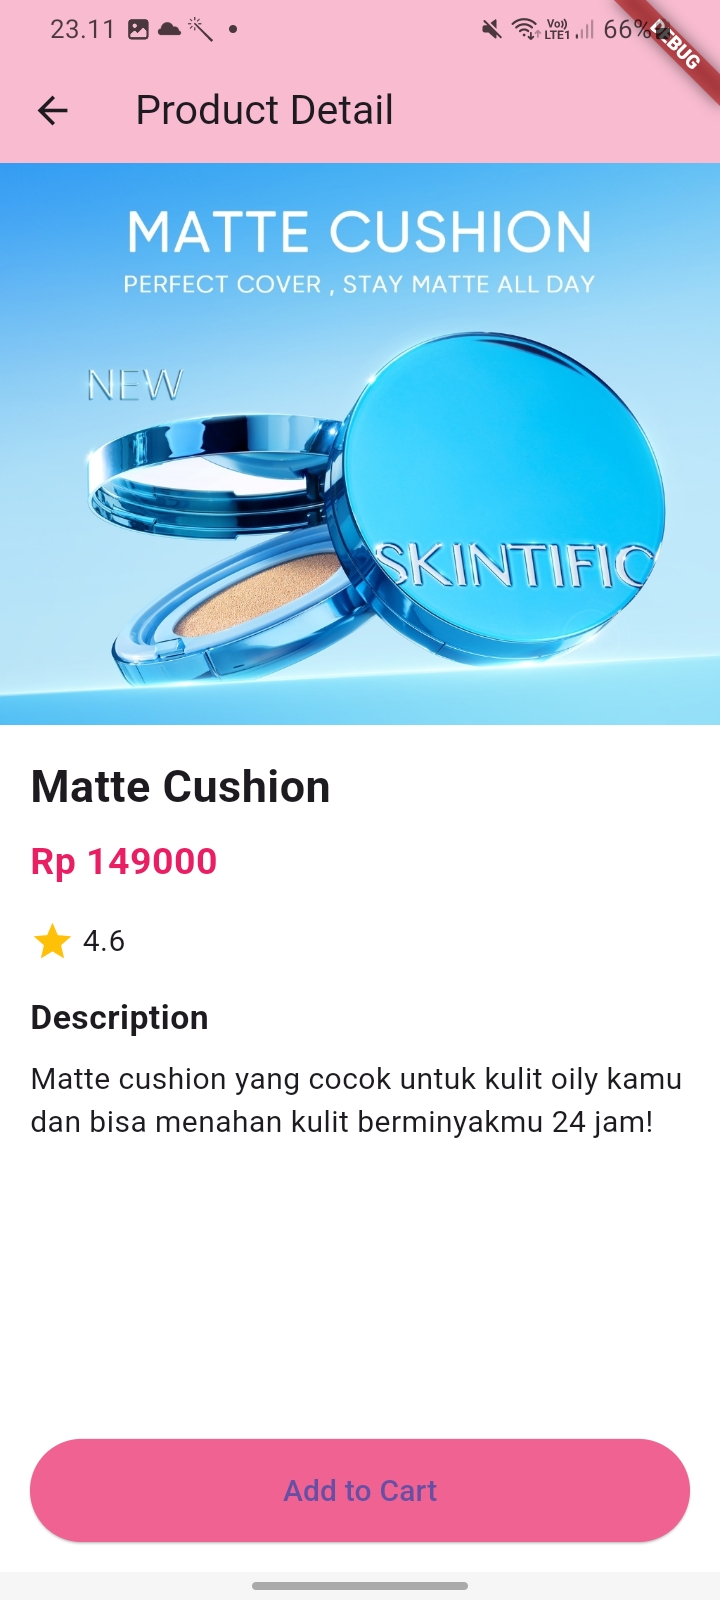 23.11
Vo))
LTE1
66%
DEBUG
Product Detail
MATTE CUSHION
PERFECT COVER , STAY MATTE ALL DAY
NEW
SKINTIFIC
Matte Cushion
Rp 149000
4.6
Description
Matte cushion yang cocok untuk kulit oily kamu
dan bisa menahan kulit berminyakmu 24 jam!
Add to Cart